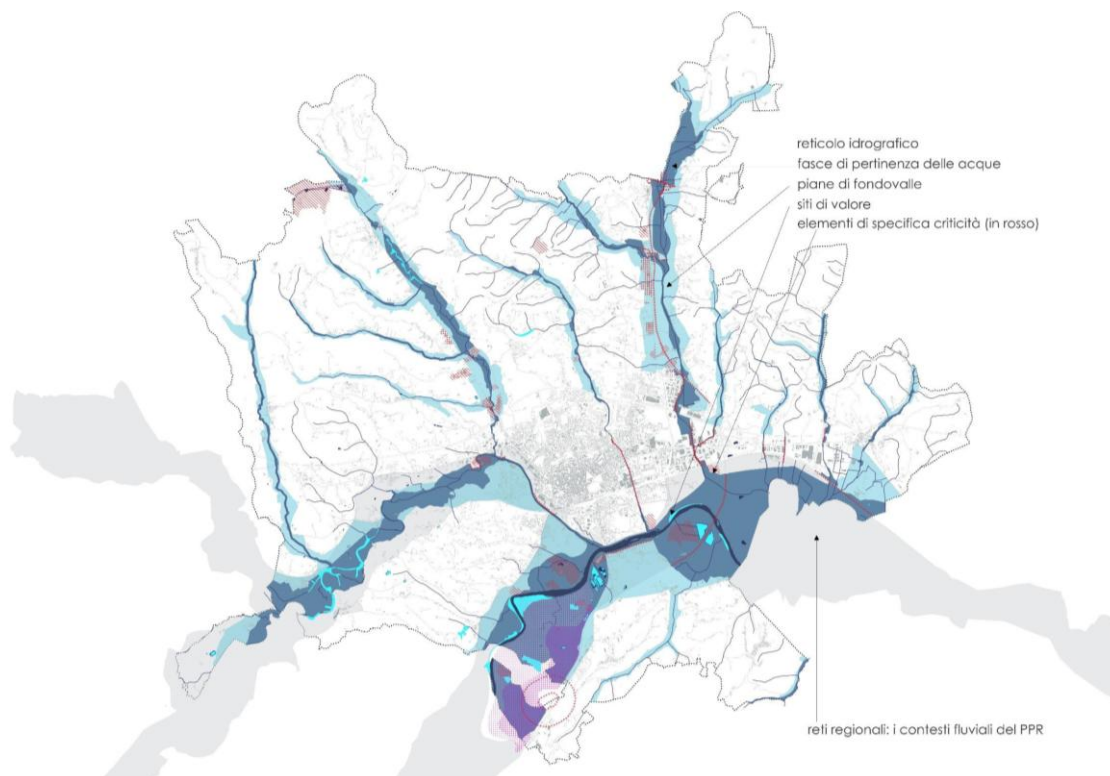 reticolo idrografico
fasce di pertinenza delle acque
piane di fondovalle
siti di valore
elementi di specifica criticità (in rosso)
reti regionali: i contesti fluviali del PPR